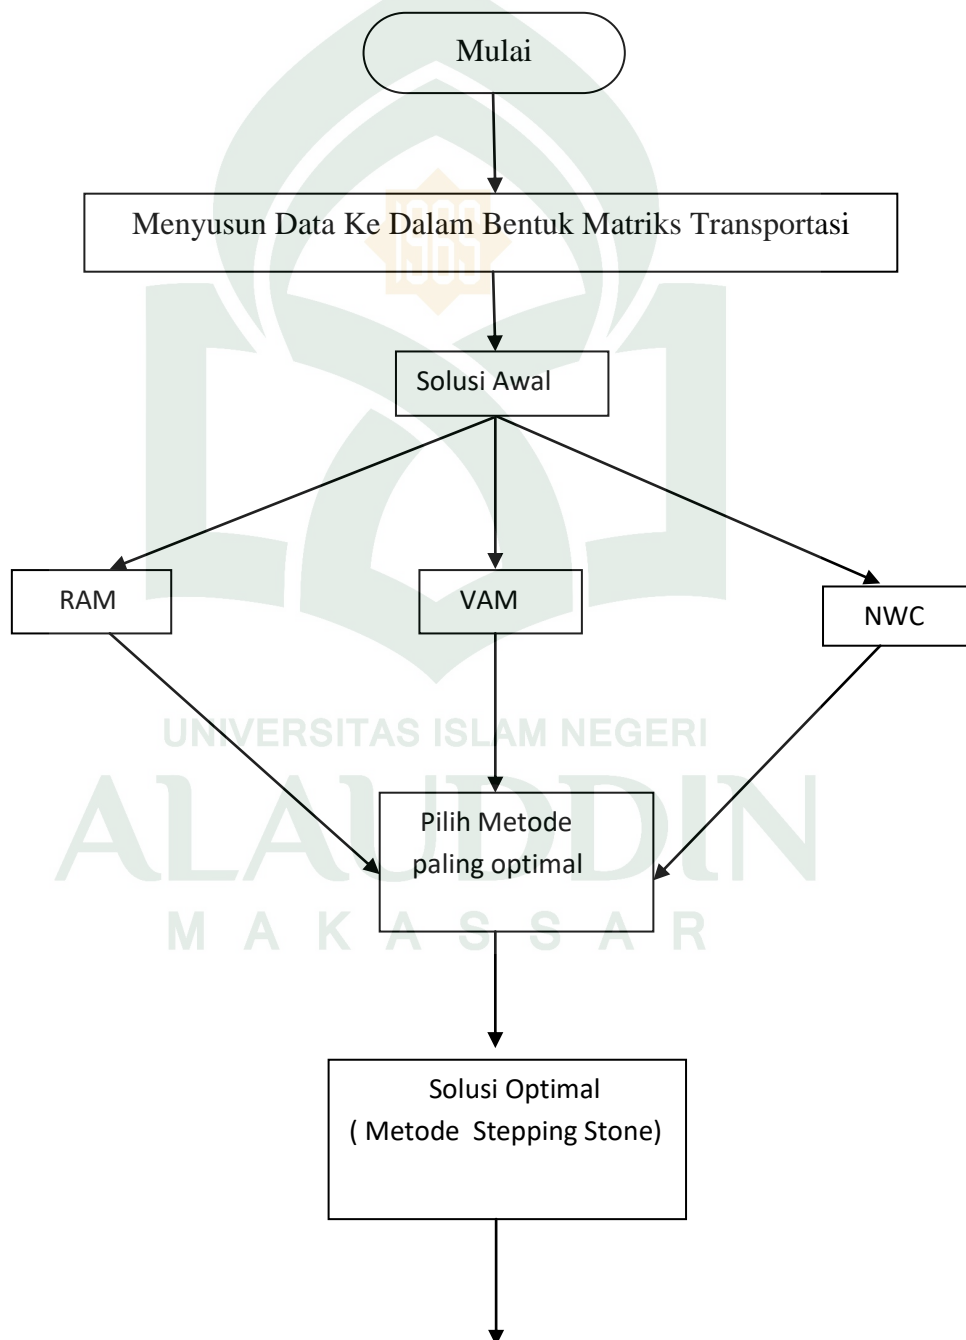 Mulai
1965
Menyusun Data Ke Dalam Bentuk Matriks Transportasi
Solusi Awal
RAM
VAM
NWC
UNIVERSITAS ISLAM NEGERI
ALAUDDIN
MAKASSAR
Pilih Metode
paling optimal
Solusi Optimal
( Metode Stepping Stone)